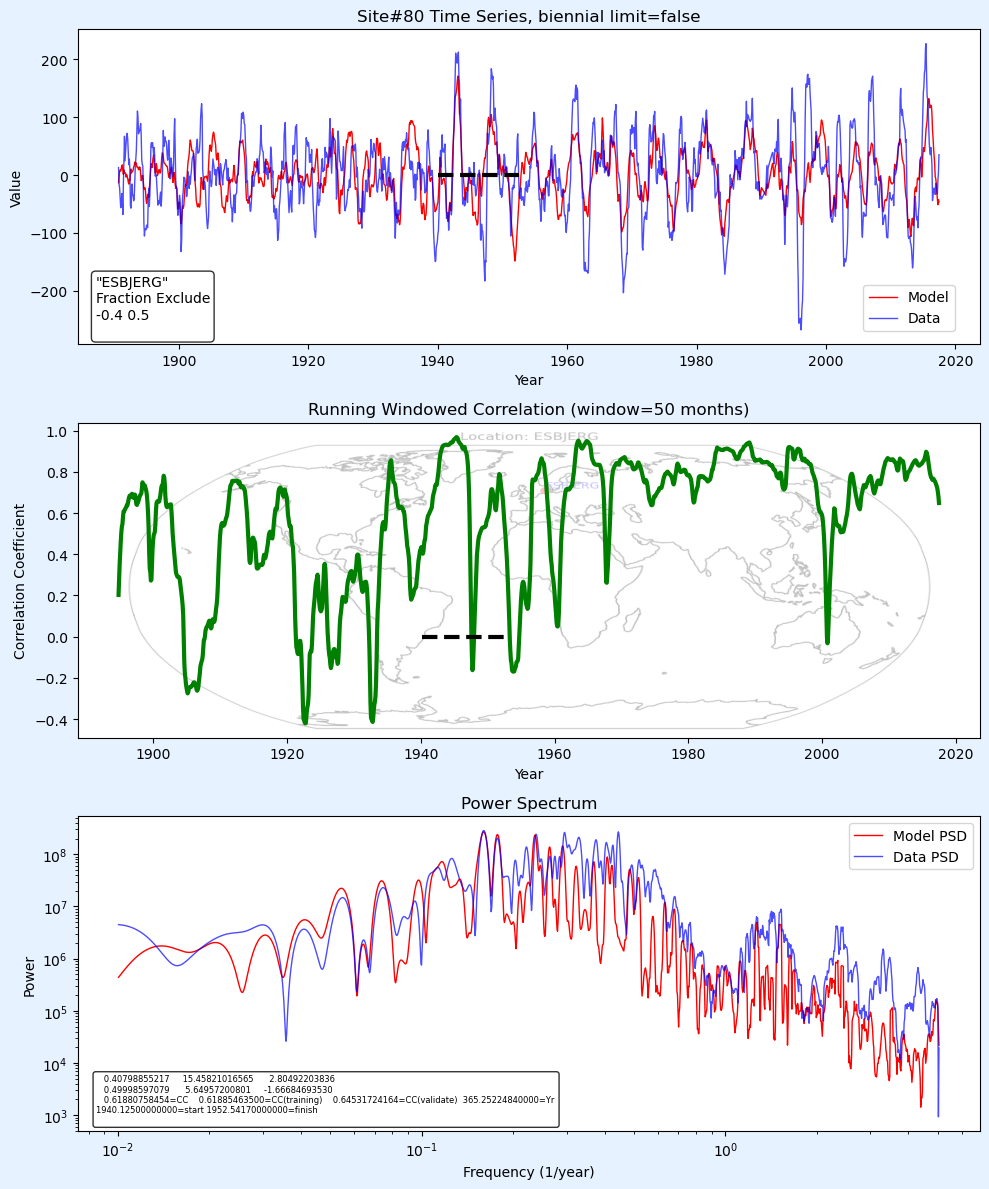 Site#80 Time Series, biennial limit=false
200
100
0
−100
−200
Value
"ESBJERG"
Fraction Exclude
-0.4 0.5
Model
Data
1900
1920
1940
1960
1980
2000
2020
Year
Running Windowed Correlation (window=50 months)
Location: ESBJERG
ESBJERG
1.0
0.8
0.6
0.4
0.2
0.0
−0.2
−0.4
Correlation Coefficient
1900
1920
1940
1960
1980
2000
2020
Year
Power Spectrum
Model PSD
Data PSD
10^8
10^7
10^6
10^5
10^4
10^3
Power
0.40798855217 15.45821016565 2.80492203836
0.49998597079 5.64957200801 -1.66684693530
0.61880758454=CC 0.61885463500=CC(training) 0.64531724164=CC(validate) 365.25224840000=Yr
1940.12500000000=start 1952.54170000000=finish
10^−2
10^−1
10^0
Frequency (1/year)